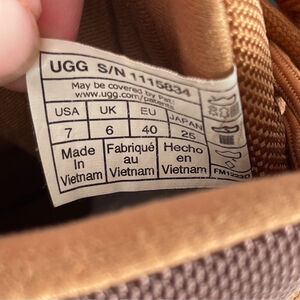 UGG S/N 1115834
May be covered by Pat.:
www.ugg.com/patents
USA UK EU JAPAN
7 6 40 25
Made in Vietnam
Fabriqué au Vietnam
Hecho en Vietnam